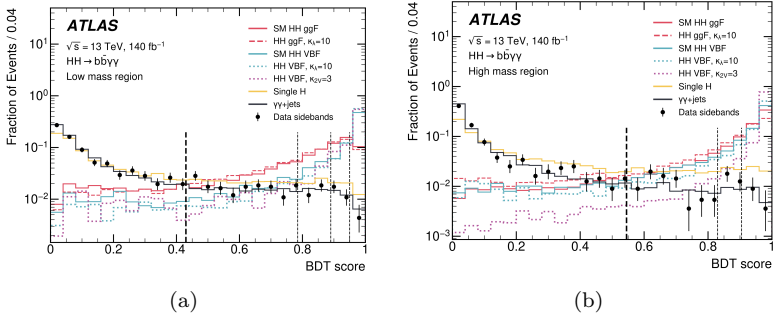 ATLAS
√s = 13 TeV, 140 fb⁻¹
HH → bb̄γγ
Low mass region
SM HH ggF
HH ggF, κλ=10
SM HH VBF
HH VBF, κλ=10
HH VBF, κ2V=3
Single H
γγ+jets
Data sidebands
Fraction of Events / 0.04
10¹
10⁰
10⁻¹
10⁻²
0 0.2 0.4 0.6 0.8 1
BDT score
(a)
ATLAS
√s = 13 TeV, 140 fb⁻¹
HH → bb̄γγ
High mass region
SM HH ggF
HH ggF, κλ=10
SM HH VBF
HH VBF, κλ=10
HH VBF, κ2V=3
Single H
γγ+jets
Data sidebands
Fraction of Events / 0.04
10¹
10⁰
10⁻¹
10⁻²
10⁻³
0 0.2 0.4 0.6 0.8 1
BDT score
(b)